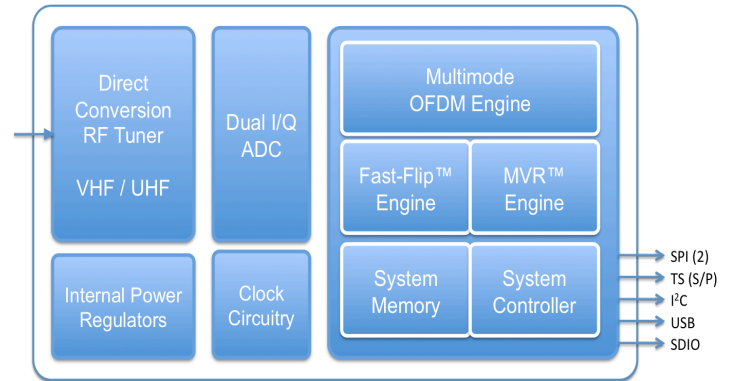 Direct
Conversion
RF Tuner
VHF / UHF
Dual I/Q
ADC
Multimode
OFDM Engine
Fast-Flip™
Engine
MVR™
Engine
Internal Power
Regulators
Clock
Circuitry
System
Memory
System
Controller
SPI (2)
TS (S/P)
I²C
USB
SDIO